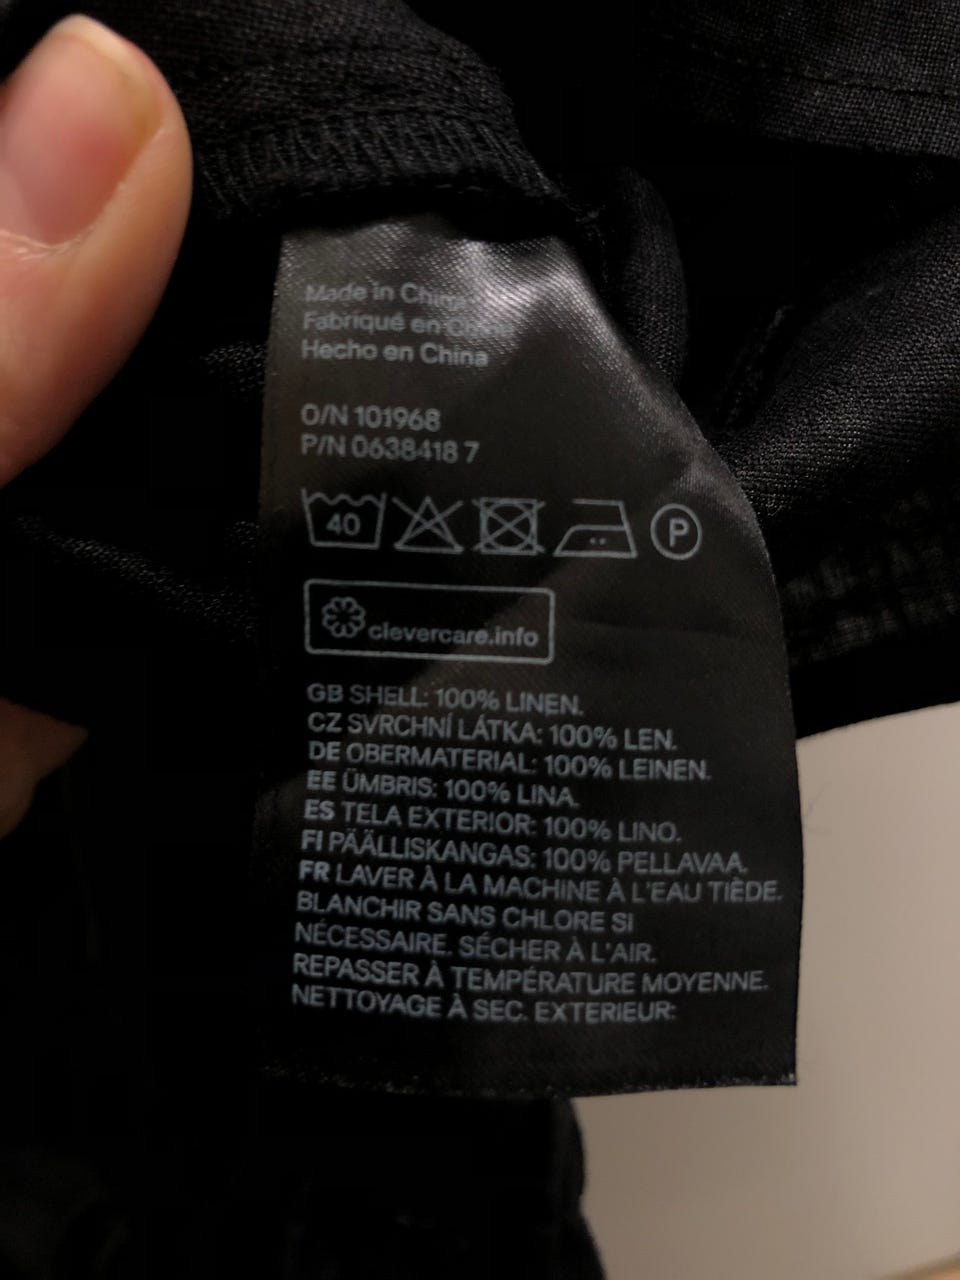 Made in China
Fabriqué en China
Hecho en China
O/N 101968
P/N 0638418 7
40 P
clevercare.info
GB SHELL: 100% LINEN.
CZ SVRCHNÍ LÁTKA: 100% LEN.
DE OBERMATERIAL: 100% LEINEN.
EE ÜMBRIS: 100% LINA.
ES TELA EXTERIOR: 100% LINO.
FI PÄÄLLISKANGAS: 100% PELLAVAA.
FR LAVER À LA MACHINE À L'EAU TIÈDE.
BLANCHIR SANS CHLORE SI
NÉCESSAIRE. SÉCHER À L'AIR.
REPASSER À TEMPÉRATURE MOYENNE.
NETTOYAGE À SEC. EXTERIEUR: